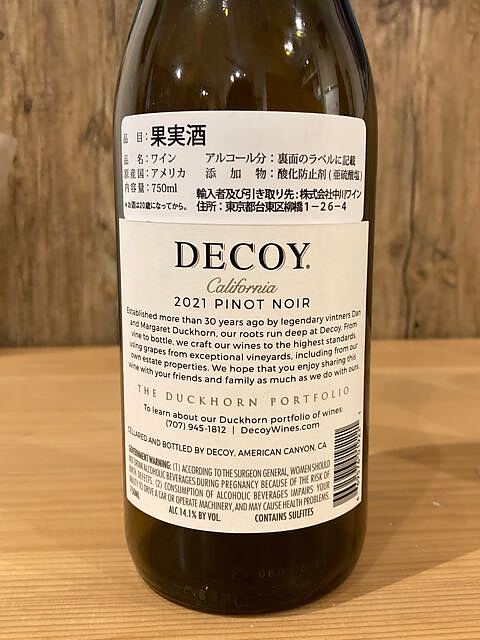 品 目：果実酒
品 名：ワイン アルコール分：裏面のラベルに記載
原産国：アメリカ 添 加 物：酸化防止剤(亜硫酸塩)
内容量：750ml 輸入者及び引き取り先：株式会社中川ワイン
＊お酒は20歳になってから。 住所：東京都台東区柳橋1－26－4
DECOY®
California
2021 PINOT NOIR
Established more than 30 years ago by legendary vintners Dan
and Margaret Duckhorn, our roots run deep at Decoy. From
vine to bottle, we craft our wines to the highest standards,
using grapes from exceptional vineyards, including from our
own estate properties. We hope that you enjoy sharing this
wine with your friends and family as much as we do with ours.
THE DUCKHORN PORTFOLIO
To learn about our Duckhorn portfolio of wines:
(707) 945-1812 | DecoyWines.com
CELLARED AND BOTTLED BY DECOY, AMERICAN CANYON, CA
GOVERNMENT WARNING: (1) ACCORDING TO THE SURGEON GENERAL, WOMEN SHOULD
NOT DRINK ALCOHOLIC BEVERAGES DURING PREGNANCY BECAUSE OF THE RISK OF
BIRTH DEFECTS. (2) CONSUMPTION OF ALCOHOLIC BEVERAGES IMPAIRS YOUR
ABILITY TO DRIVE A CAR OR OPERATE MACHINERY, AND MAY CAUSE HEALTH PROBLEMS.
750ML ALC 14.1% BY VOL. CONTAINS SULFITES